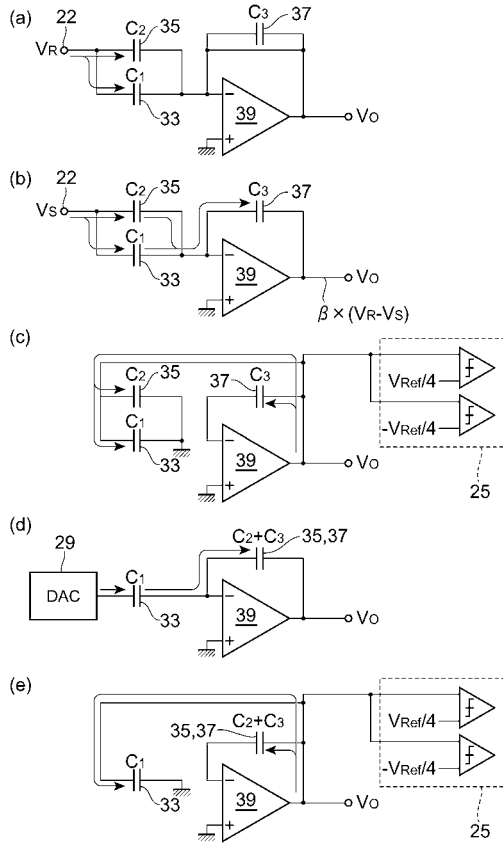 (a)
22
C2
35
C3
37
VR
C1
33
−
39
+
VO
(b)
22
C2
35
C3
37
VS
C1
33
−
39
+
VO
β×(VR-VS)
(c)
C2
35
37
C3
VRef/4
C1
33
−
-VRef/4
39
+
VO
25
(d)
29
C2+C3
35,37
DAC
C1
33
−
39
+
VO
(e)
C2+C3
35,37
VRef/4
C1
33
−
-VRef/4
39
+
VO
25